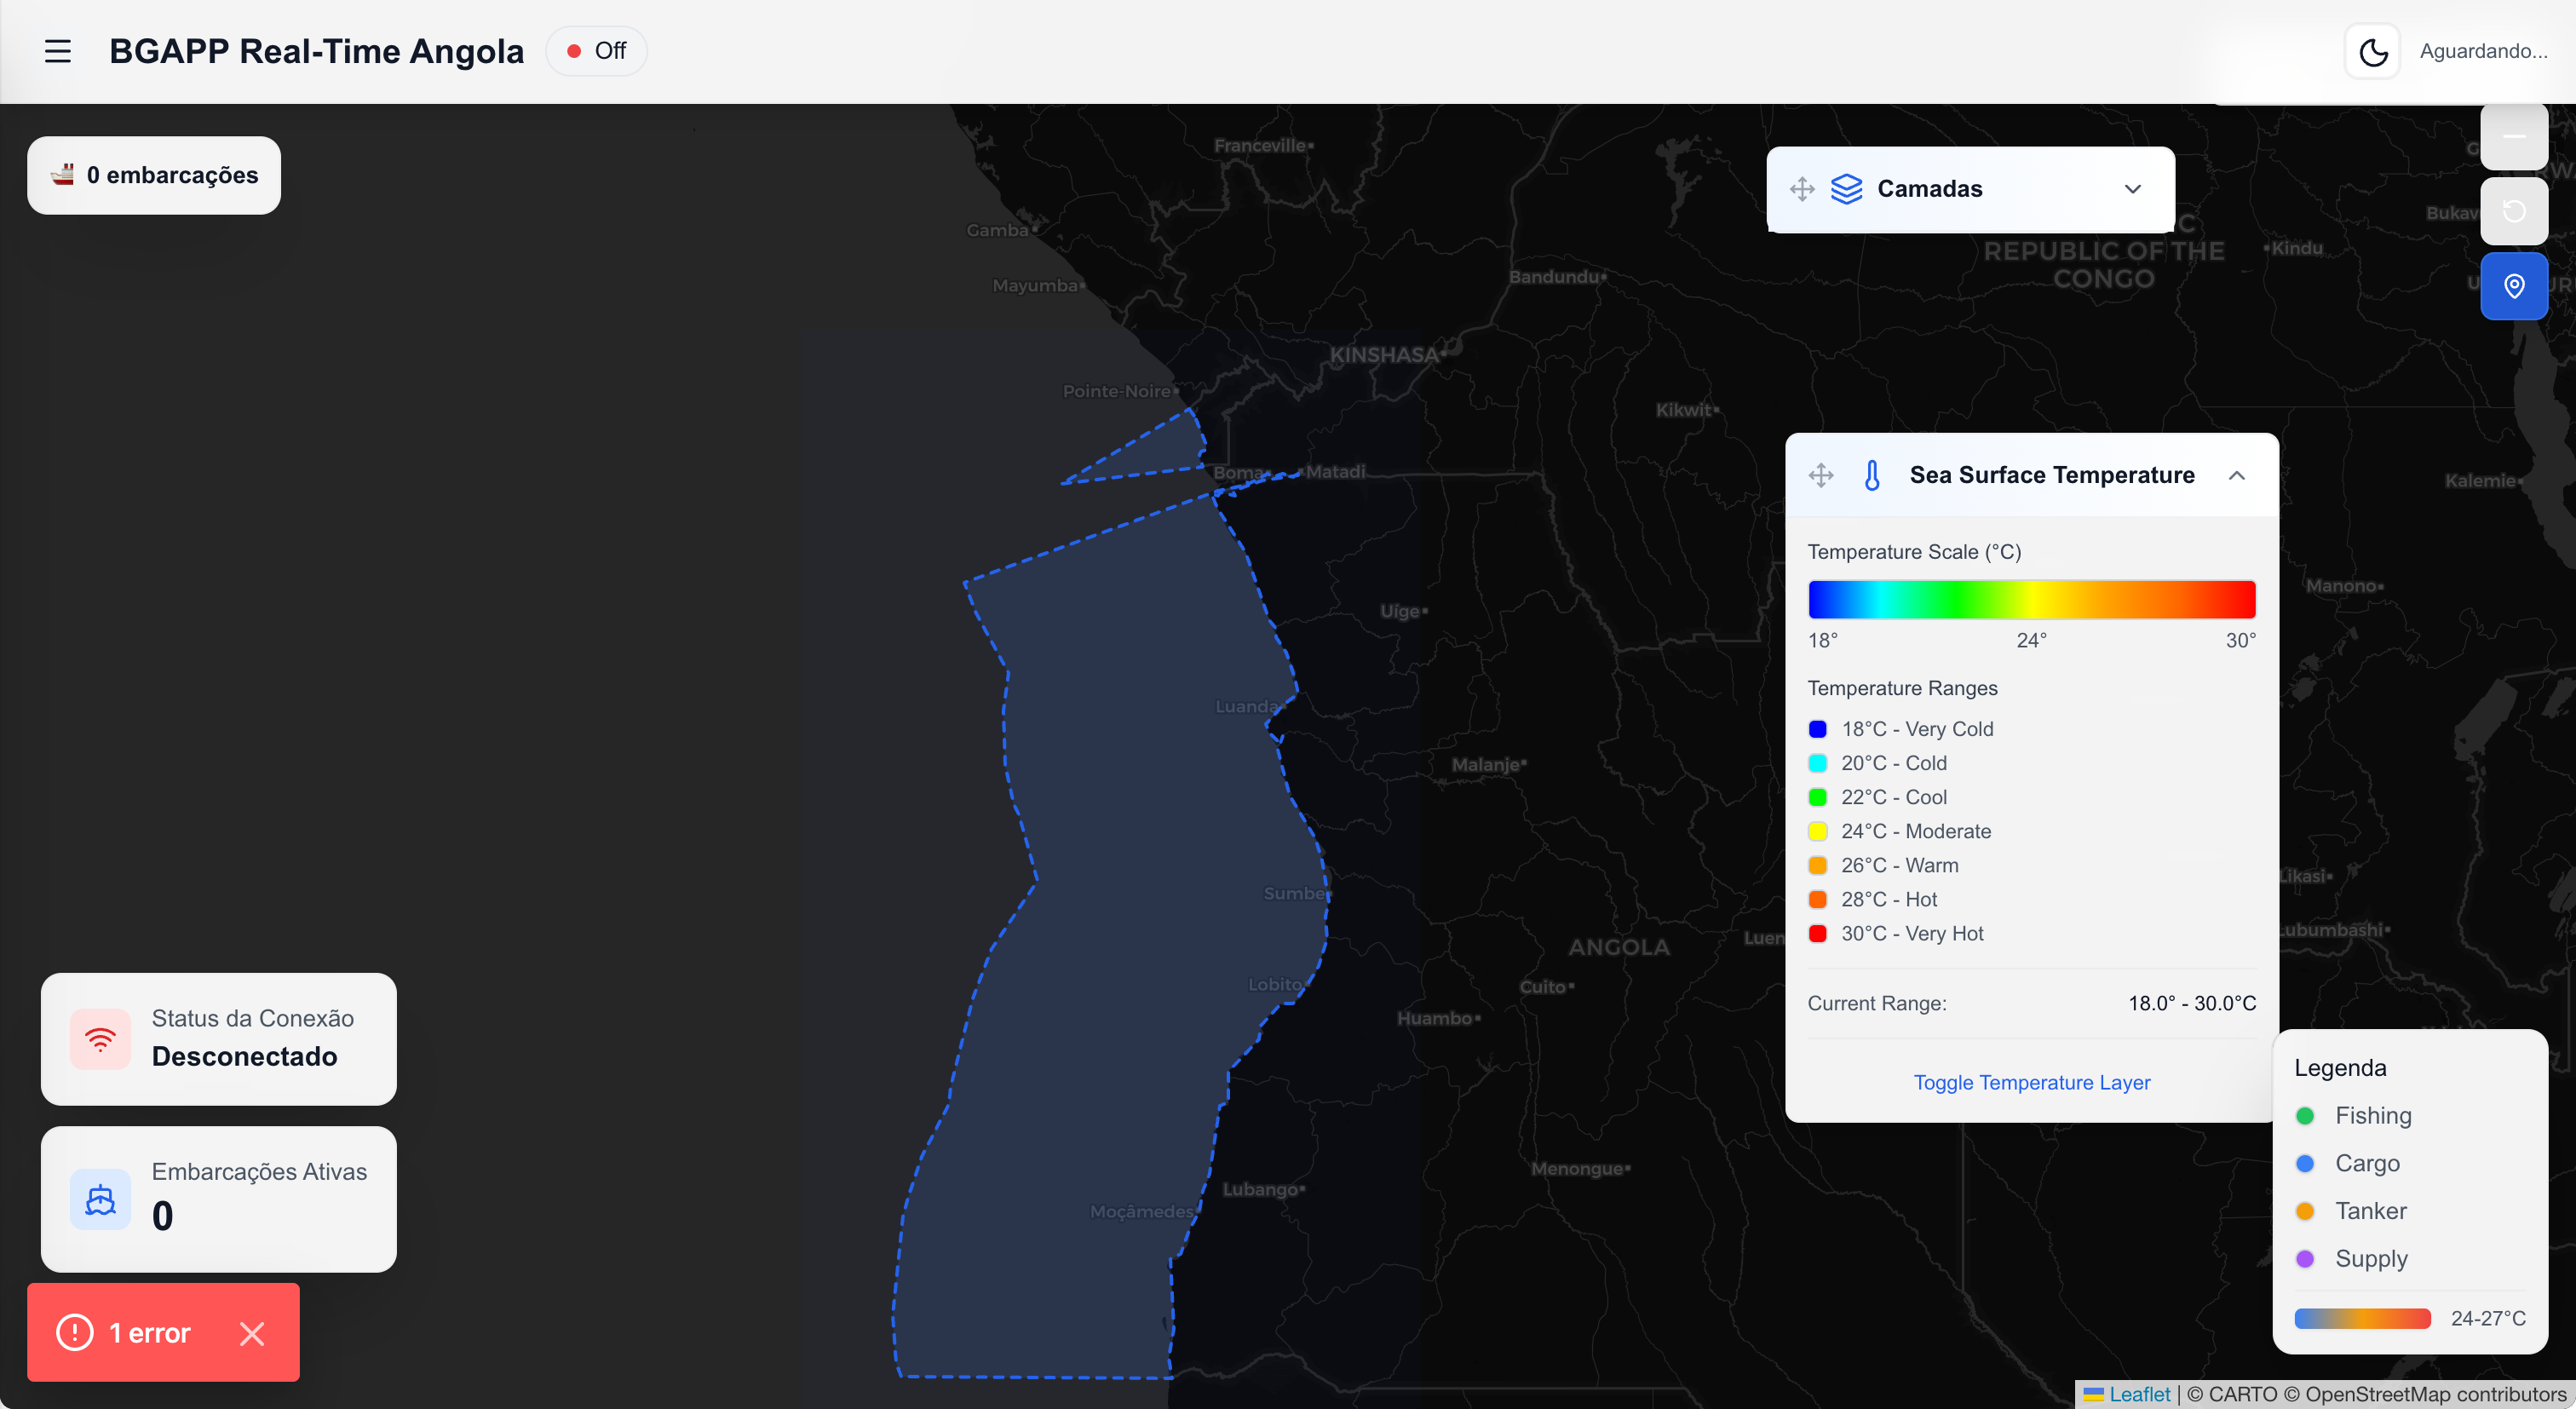 BGAPP Real-Time Angola
Off
Aguardando...
0 embarcações
Camadas
Franceville
Gamba
Mayumba
Bandundu
REPUBLIC OF THE
CONGO
Kindu
KINSHASA
Pointe-Noire
Kikwit
Boma
Matadi
Kalemie
Sea Surface Temperature
Temperature Scale (°C)
18° 24° 30°
Temperature Ranges
18°C - Very Cold
20°C - Cold
22°C - Cool
24°C - Moderate
26°C - Warm
28°C - Hot
30°C - Very Hot
Current Range: 18.0° - 30.0°C
Toggle Temperature Layer
Manono
Uíge
Luanda
Malanje
Likasi
Sumbe
ANGOLA
Lubumbashi
Lobito
Cuito
Huambo
Menongue
Lubango
Moçâmedes
Status da Conexão
Desconectado
Embarcações Ativas
0
1 error
Legenda
Fishing
Cargo
Tanker
Supply
24-27°C
Leaflet | © CARTO © OpenStreetMap contributors